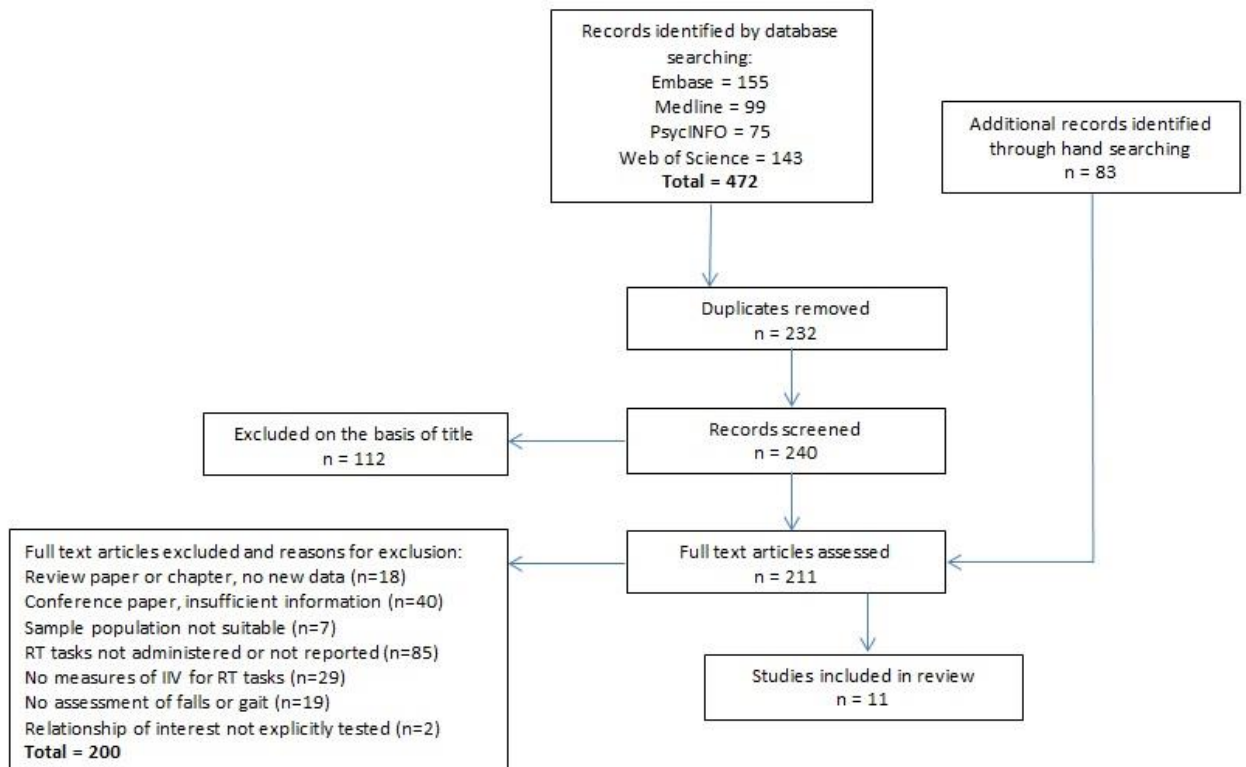 Records identified by database
searching:
Embase = 155
Medline = 99
PsycINFO = 75
Web of Science = 143
Total = 472
Additional records identified
through hand searching
n = 83
Duplicates removed
n = 232
Excluded on the basis of title
n = 112
Records screened
n = 240
Full text articles excluded and reasons for exclusion:
Review paper or chapter, no new data (n=18)
Conference paper, insufficient information (n=40)
Sample population not suitable (n=7)
RT tasks not administered or not reported (n=85)
No measures of IIV for RT tasks (n=29)
No assessment of falls or gait (n=19)
Relationship of interest not explicitly tested (n=2)
Total = 200
Full text articles assessed
n = 211
Studies included in review
n = 11